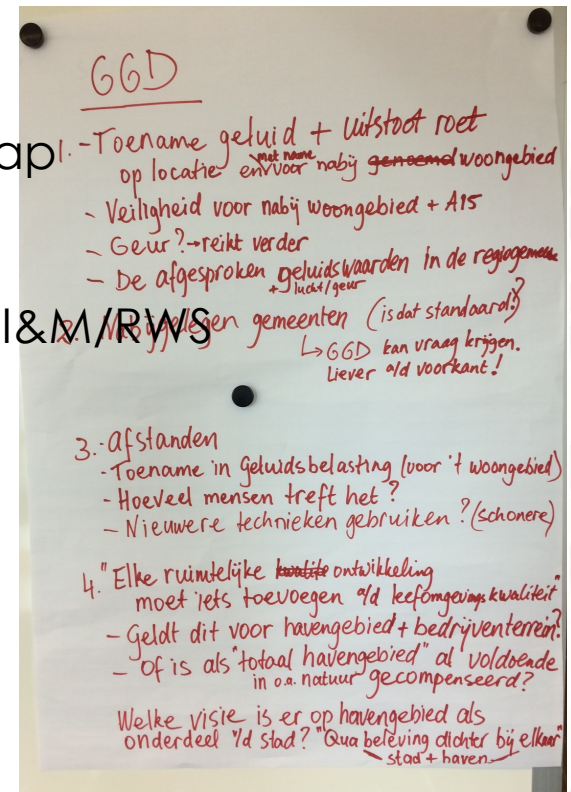 GGD
ap
1. - Toename geluid + uitstoot roet
op locatie en/voor met name nabij genoemd woongebied
- Veiligheid voor nabij woongebied + A15
- Geur? → reikt verder
- De afgesproken geluidswaarden in de regiogemeente
+ lucht/geur
I&M/RWS
2. Nabijgelegen gemeenten (is dat standaard?)
↳ GGD kan vraag krijgen.
Liever a/d voorkant!
3. - afstanden
- Toename in geluidsbelasting (voor 't woongebied)
- Hoeveel mensen treft het?
- Nieuwere technieken gebruiken? (schonere)
4. "Elke ruimtelijke kwalite ontwikkeling
moet iets toevoegen a/d leefomgevingskwaliteit"
- Geldt dit voor havengebied + bedrijventerrein?
- Of is als "totaal havengebied" al voldoende
in o.a. natuur gecompenseerd?
Welke visie is er op havengebied als
onderdeel v/d stad? "Qua beleving dichter bij elkaar"
stad + haven